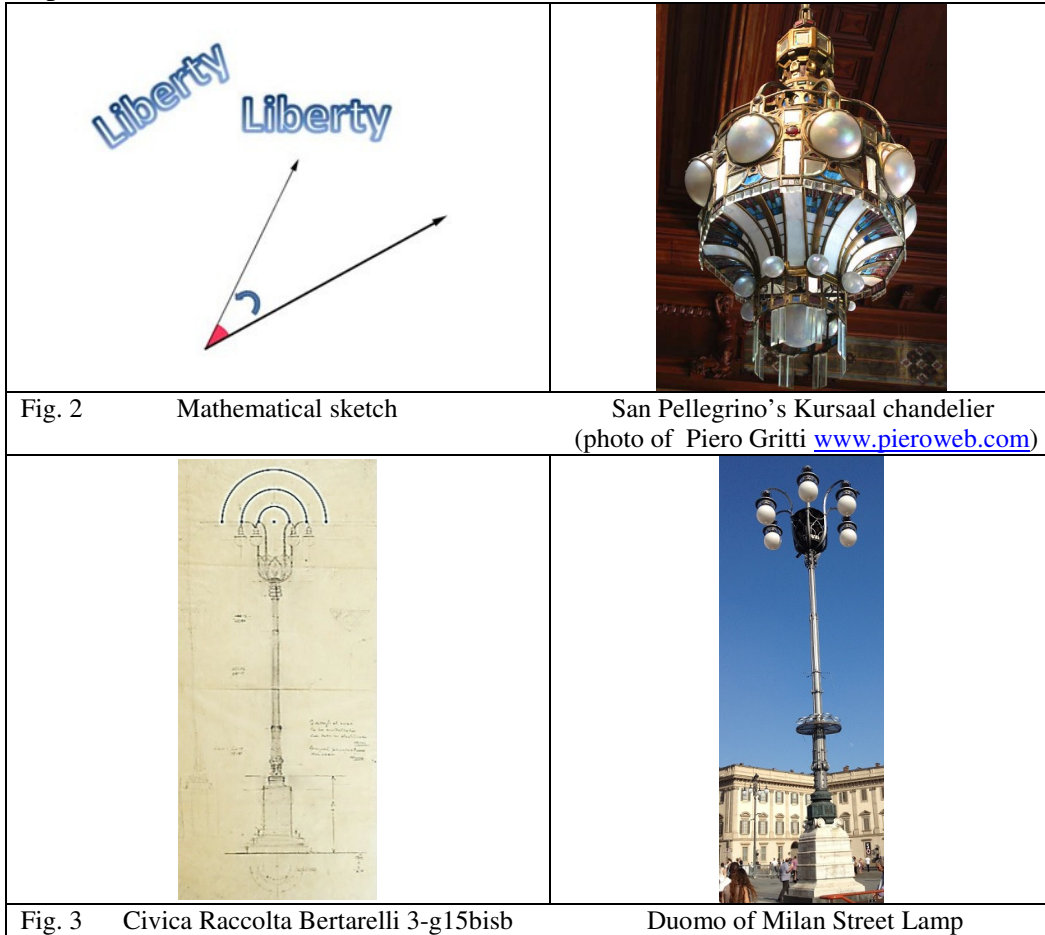 Liberty
Liberty
Fig. 2 Mathematical sketch
San Pellegrino's Kursaal chandelier
(photo of Piero Gritti www.pieroweb.com)
Fig. 3 Civica Raccolta Bertarelli 3-g15bisb
Duomo of Milan Street Lamp